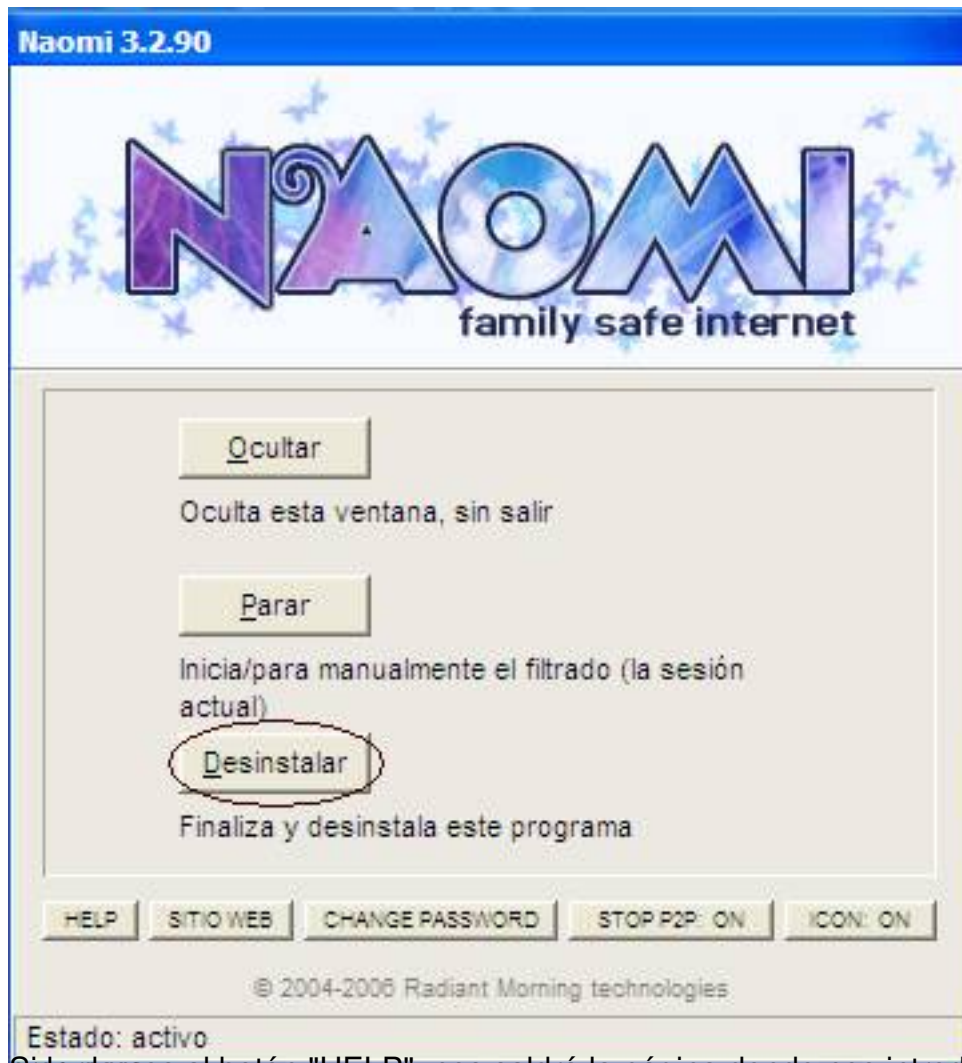 Naomi 3.2.90
NAOMI
family safe internet
Ocultar
Oculta esta ventana, sin salir
Parar
Inicia/para manualmente el filtrado (la sesión
actual)
Desinstalar
Finaliza y desinstala este programa
HELP SITIO WEB CHANGE PASSWORD STOP P2P: ON ICON: ON
© 2004-2006 Radiant Morning technologies
Estado: activo
"HELP"